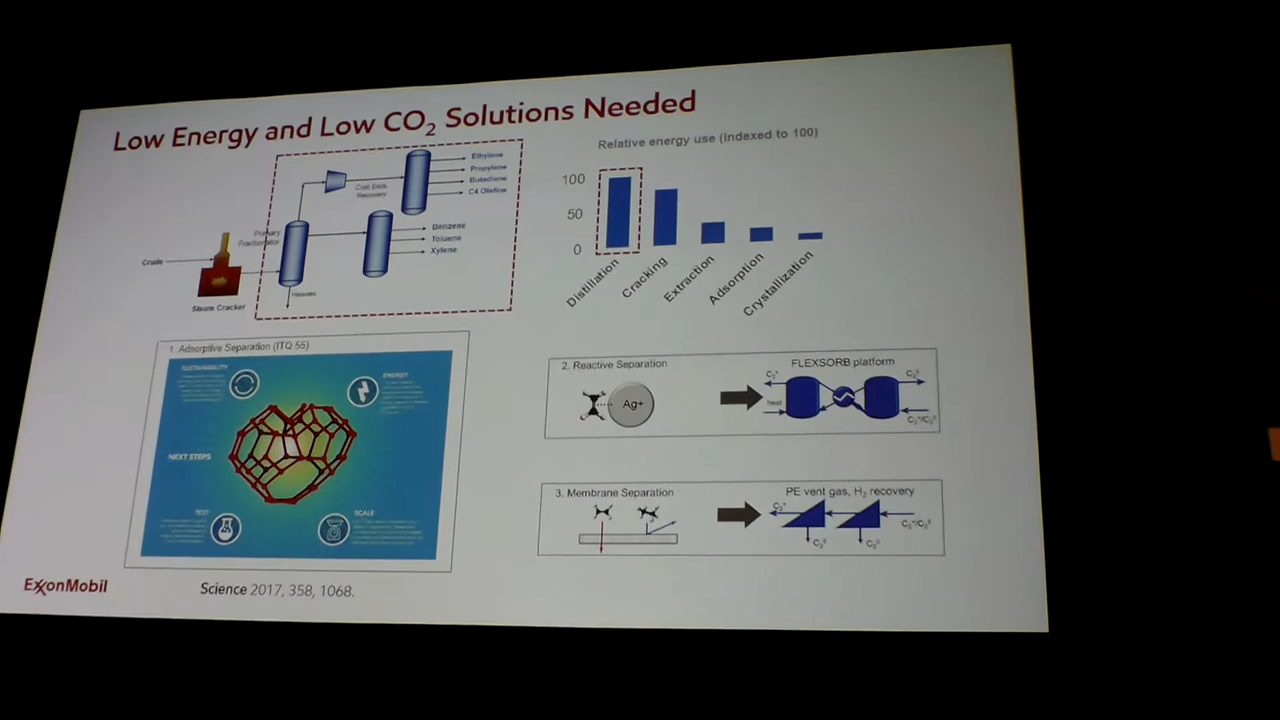 Low Energy and Low CO2 Solutions Needed
Ethylene
Propylene
Butadiene
C4 Olefins
Cold Ends
Recovery
Primary
Fractionator
Benzene
Toluene
Xylene
Crude
Heavies
Steam Cracker
Relative energy use (Indexed to 100)
100
50
0
Distillation
Cracking
Extraction
Adsorption
Crystallization
1. Adsorptive Separation (ITQ 55)
SUSTAINABILITY
ENERGY
NEXT STEPS
TEST
SCALE
2. Reactive Separation
Ag+
FLEXSORB platform
heat
3. Membrane Separation
PE vent gas, H2 recovery
ExxonMobil
Science 2017, 358, 1068.